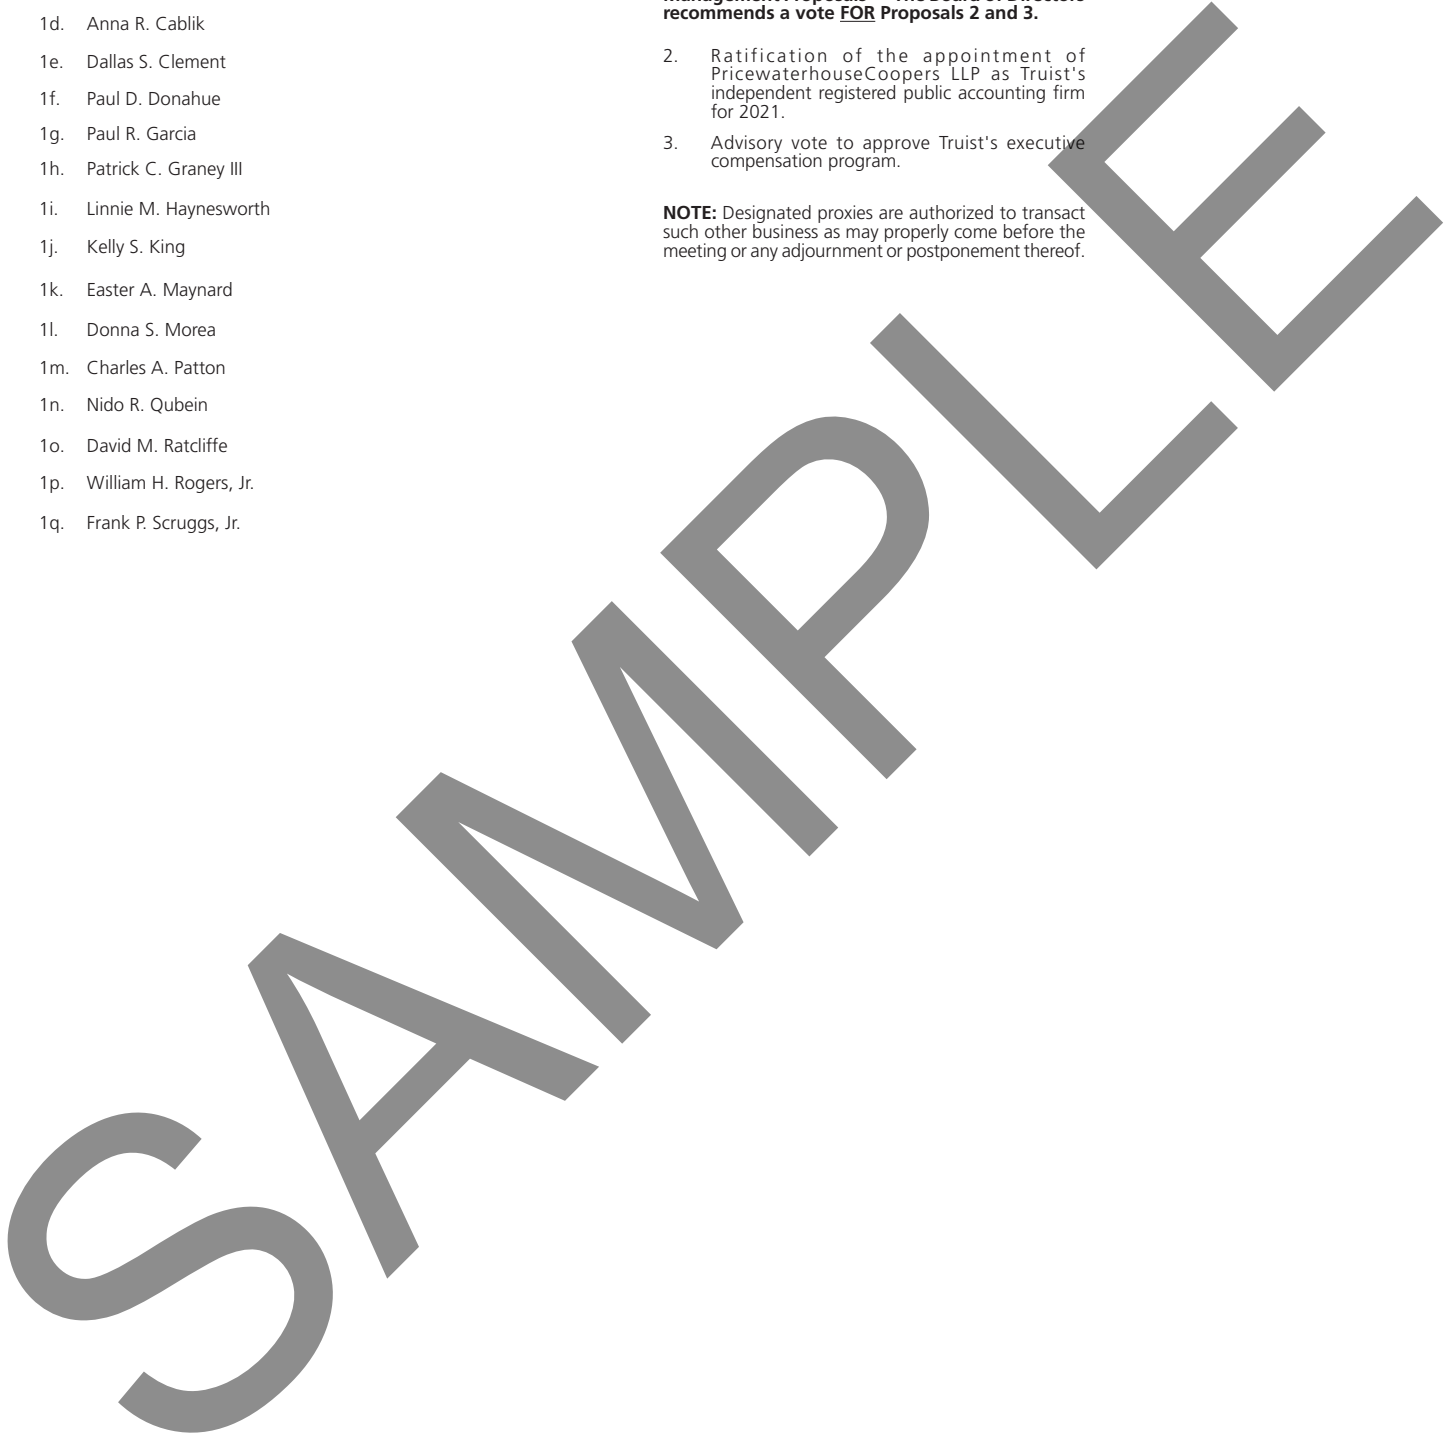 1d. Anna R. Cablik
1e. Dallas S. Clement
1f. Paul D. Donahue
1g. Paul R. Garcia
1h. Patrick C. Graney III
1i. Linnie M. Haynesworth
1j. Kelly S. King
1k. Easter A. Maynard
1l. Donna S. Morea
1m. Charles A. Patton
1n. Nido R. Qubein
1o. David M. Ratcliffe
1p. William H. Rogers, Jr.
1q. Frank P. Scruggs, Jr.
recommends a vote FOR Proposals 2 and 3.
2. Ratification of the appointment of
PricewaterhouseCoopers LLP as Truist's
independent registered public accounting firm
for 2021.
3. Advisory vote to approve Truist's executive
compensation program.
NOTE: Designated proxies are authorized to transact
such other business as may properly come before the
meeting or any adjournment or postponement thereof.
SAMPLE